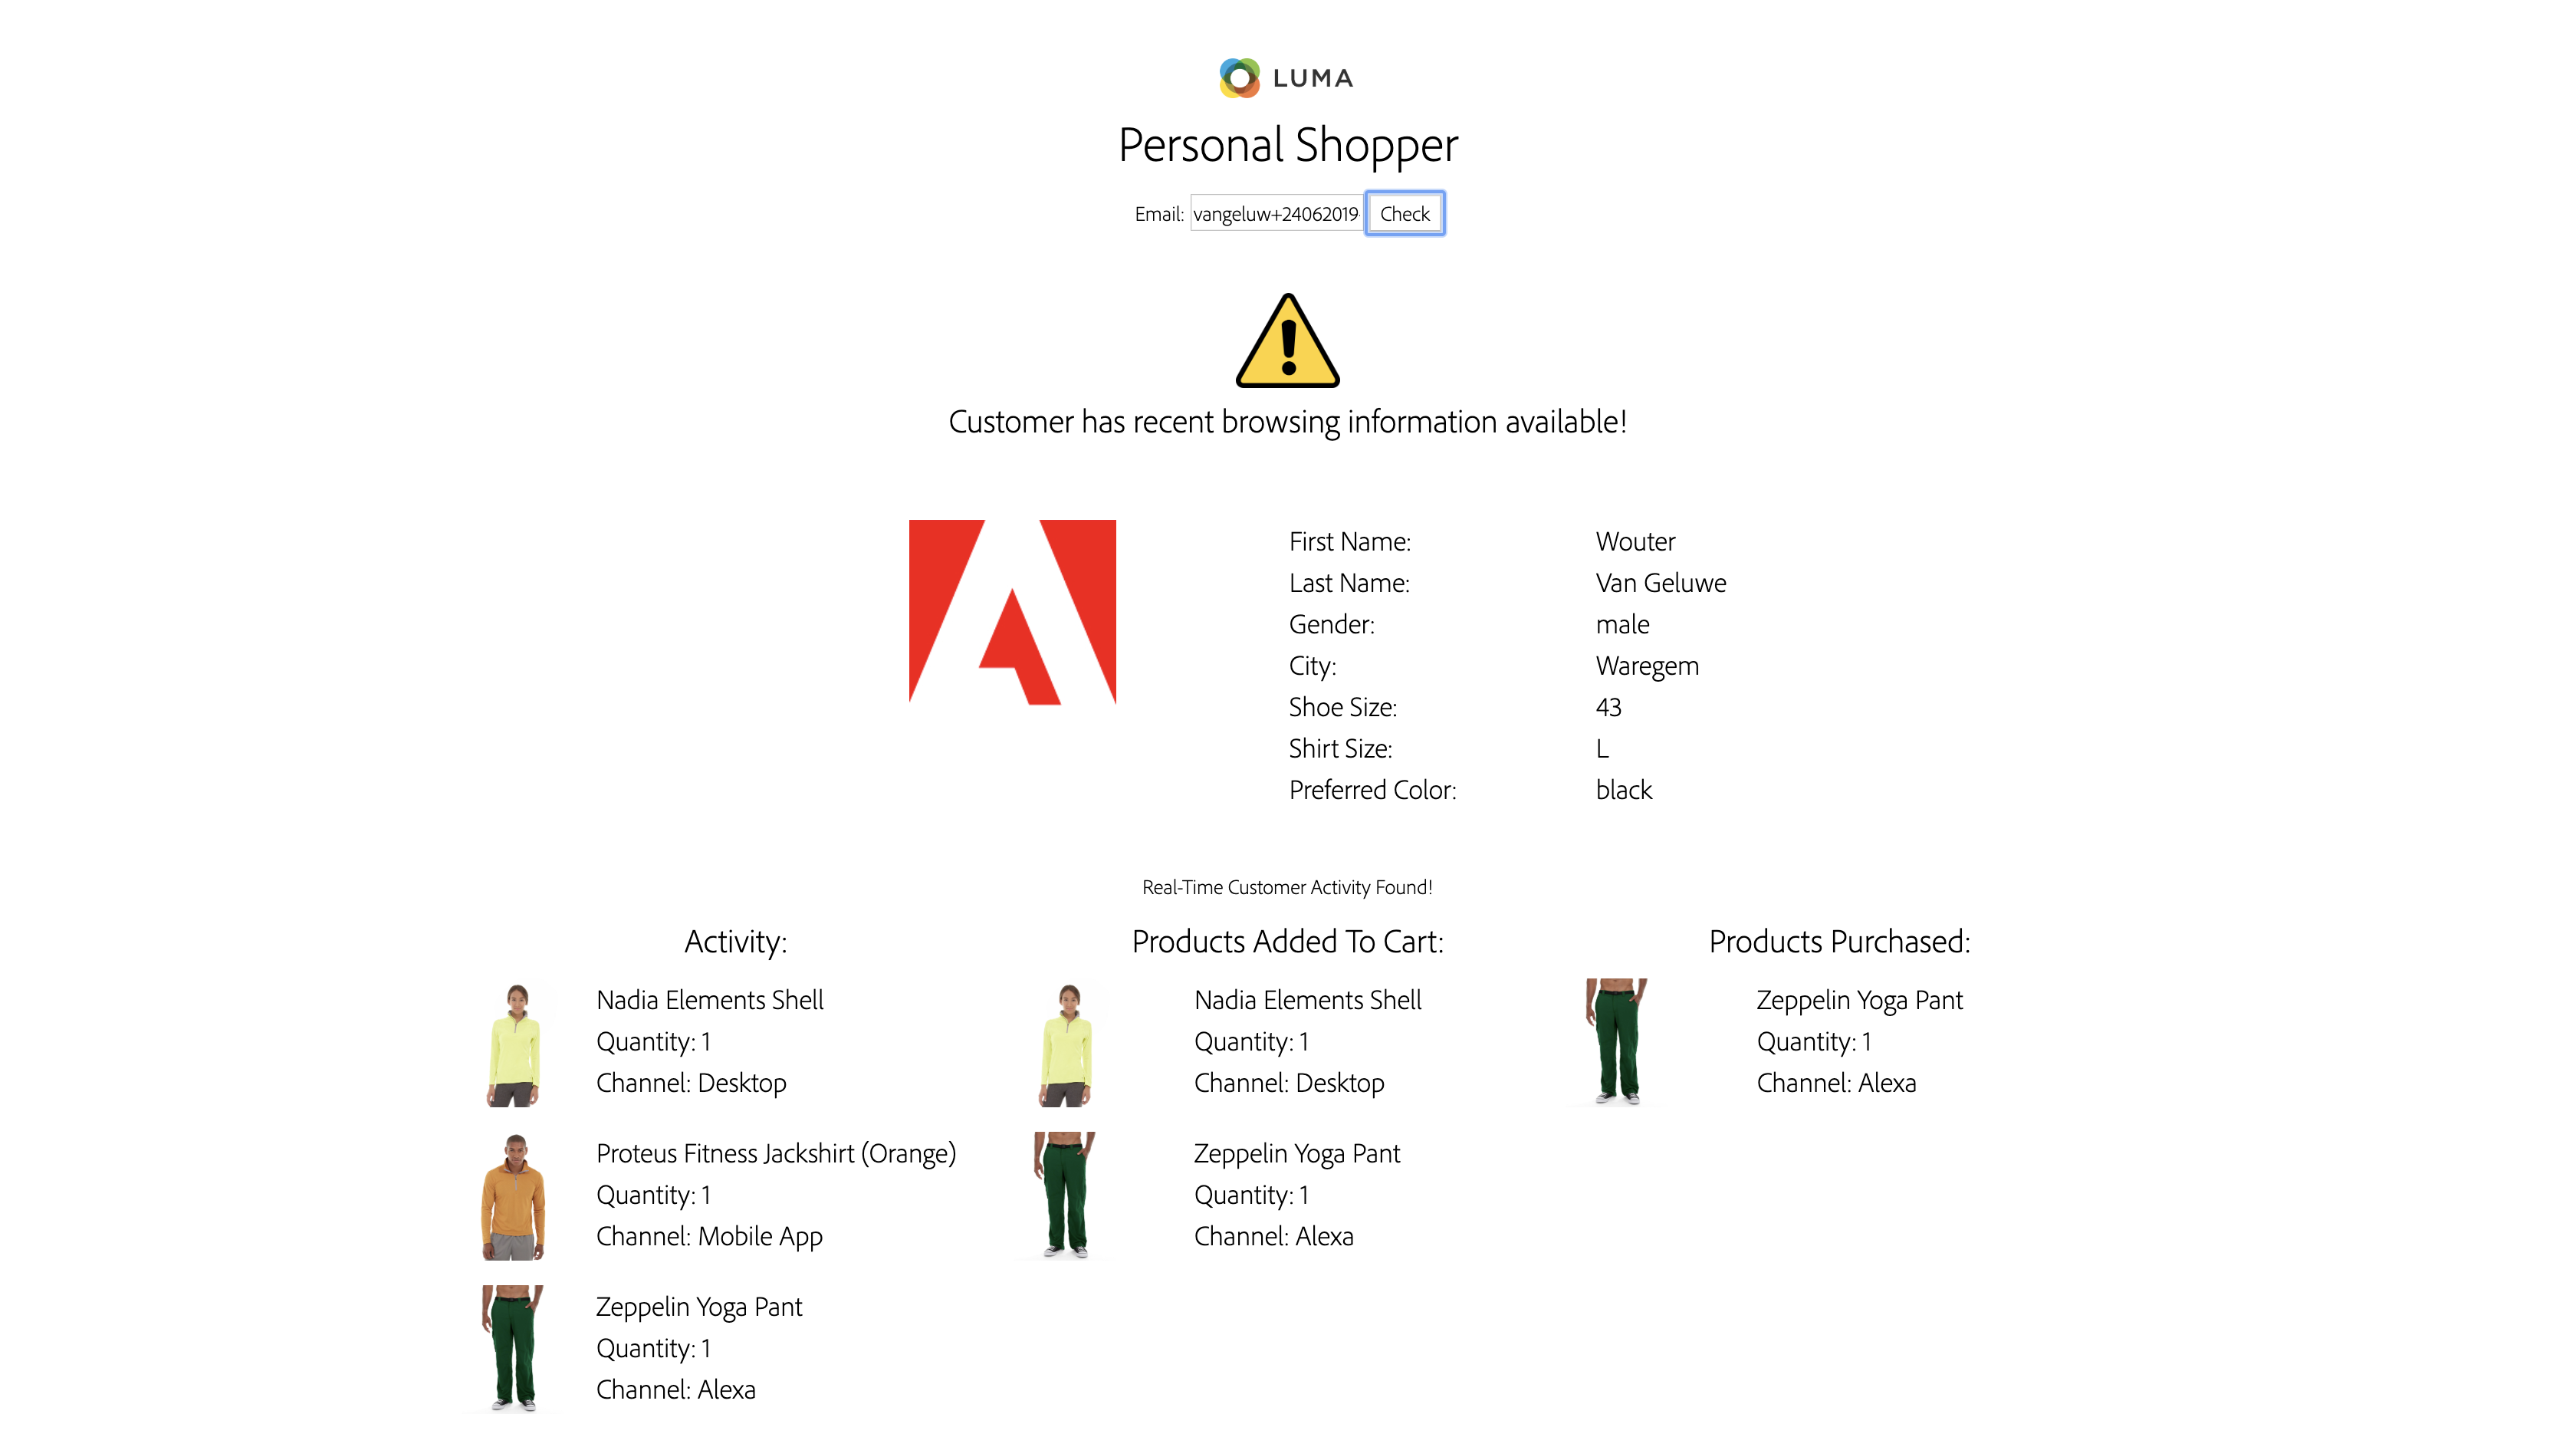 LUMA
Personal Shopper
Email: vangeluw+24062019 Check
Customer has recent browsing information available!
First Name: Wouter
Last Name: Van Geluwe
Gender: male
City: Waregem
Shoe Size: 43
Shirt Size: L
Preferred Color: black
Real-Time Customer Activity Found!
Activity:
Nadia Elements Shell
Quantity: 1
Channel: Desktop
Proteus Fitness Jackshirt (Orange)
Quantity: 1
Channel: Mobile App
Zeppelin Yoga Pant
Quantity: 1
Channel: Alexa
Products Added To Cart:
Nadia Elements Shell
Quantity: 1
Channel: Desktop
Zeppelin Yoga Pant
Quantity: 1
Channel: Alexa
Products Purchased:
Zeppelin Yoga Pant
Quantity: 1
Channel: Alexa